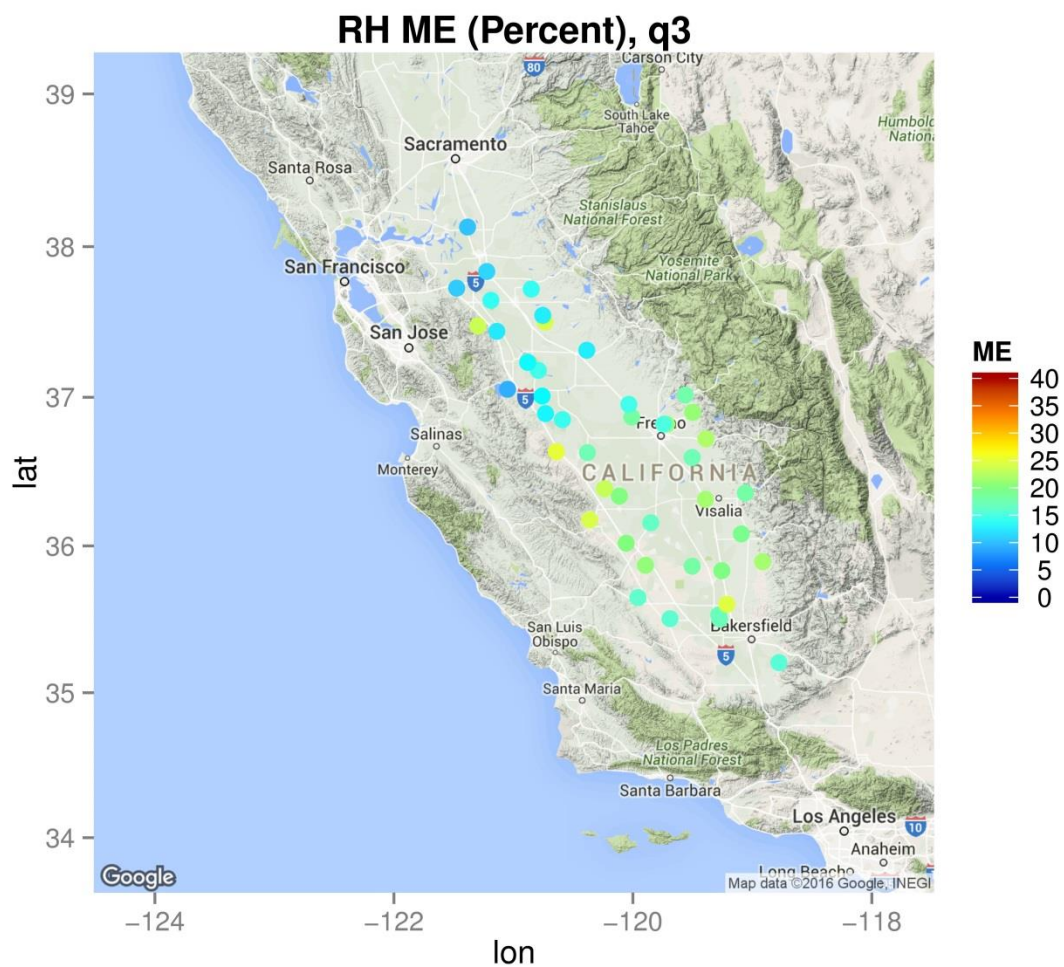 RH ME (Percent), q3
39
38
37
36
35
34
lat
−124
−122
−120
−118
lon
80
Carson City
South Lake
Tahoe
Humbol
Nationa
Sacramento
Santa Rosa
Stanislaus
National Forest
Yosemite
National Park
San Francisco
5
San Jose
5
Salinas
Monterey
Fre no
CALIFORNIA
Visalia
Bakersfield
5
San Luis
Obispo
Santa Maria
Los Padres
National Forest
Santa Barbara
Los Angeles
10
Anaheim
Long Beach
Google
Map data ©2016 Google, INEGI
ME
40
35
30
25
20
15
10
5
0